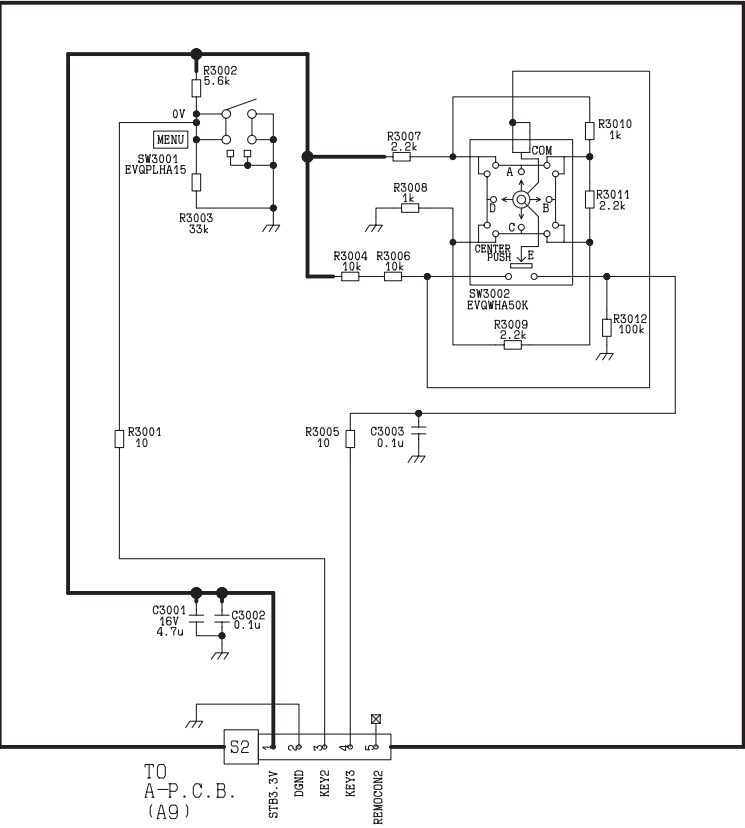 R3002
5.6k
0V
MENU
SW3001
EVQPLHA15
R3003
33k
R3007
2.2k
R3008
1k
R3004
10k
R3006
10k
COM
A
D
B
C
CENTER
PUSH
E
SW3002
EVQWHA50K
R3010
1k
R3011
2.2k
R3009
2.2k
R3012
100k
R3001
10
R3005
10
C3003
0.1u
C3001
16V
4.7u
C3002
0.1u
S2
1
2
3
4
5
TO
A-P.C.B.
(A9)
STB3.3V
DGND
KEY2
KEY3
REMOCON2